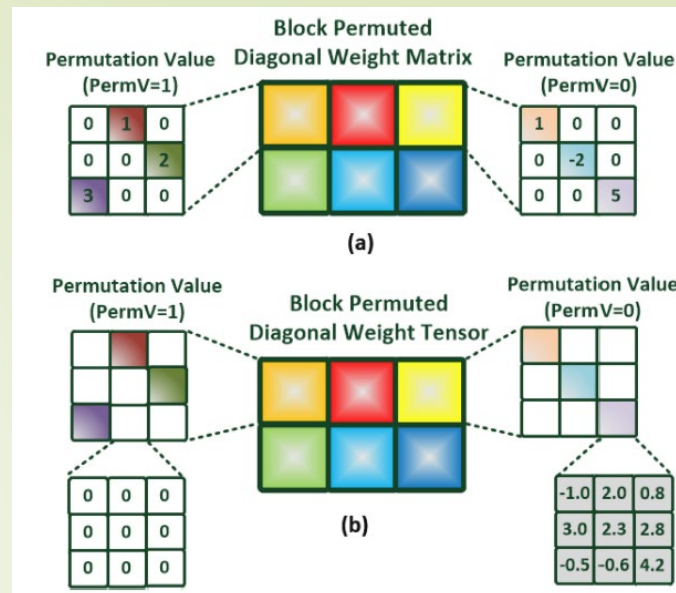 Block Permuted
Diagonal Weight Matrix
Permutation Value
(PermV=1)
Permutation Value
(PermV=0)
0 1 0
0 0 2
3 0 0
1 0 0
0 -2 0
0 0 5
(a)
Permutation Value
(PermV=1)
Block Permuted
Diagonal Weight Tensor
Permutation Value
(PermV=0)
0 0 0
0 0 0
0 0 0
(b)
-1.0 2.0 0.8
3.0 2.3 2.8
-0.5 -0.6 4.2